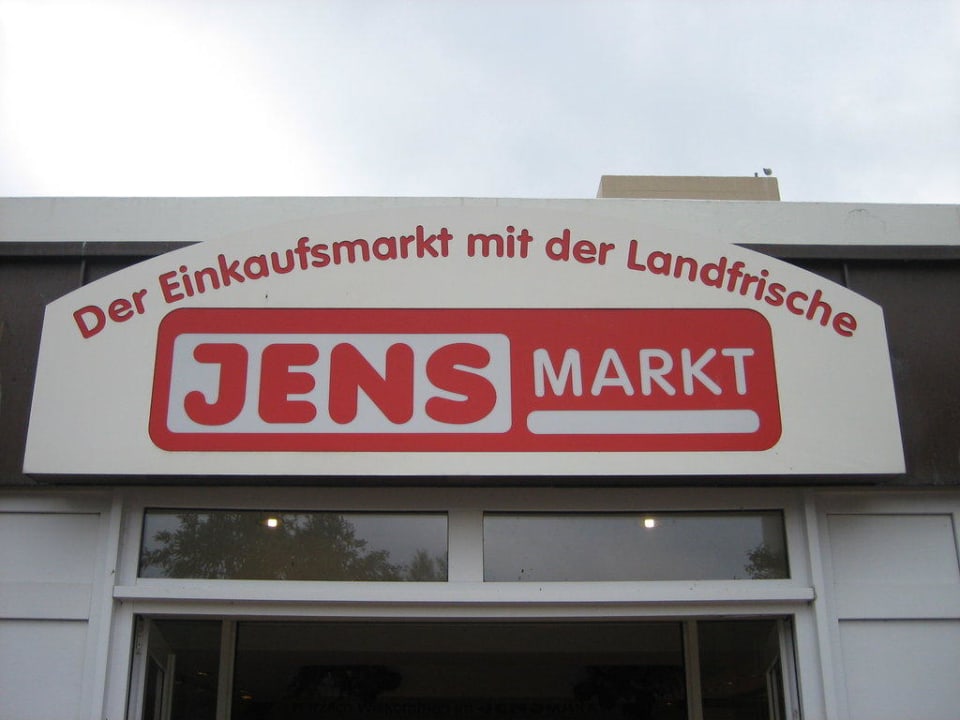 Der Einkaufsmarkt mit der Landfrische
JENS MARKT